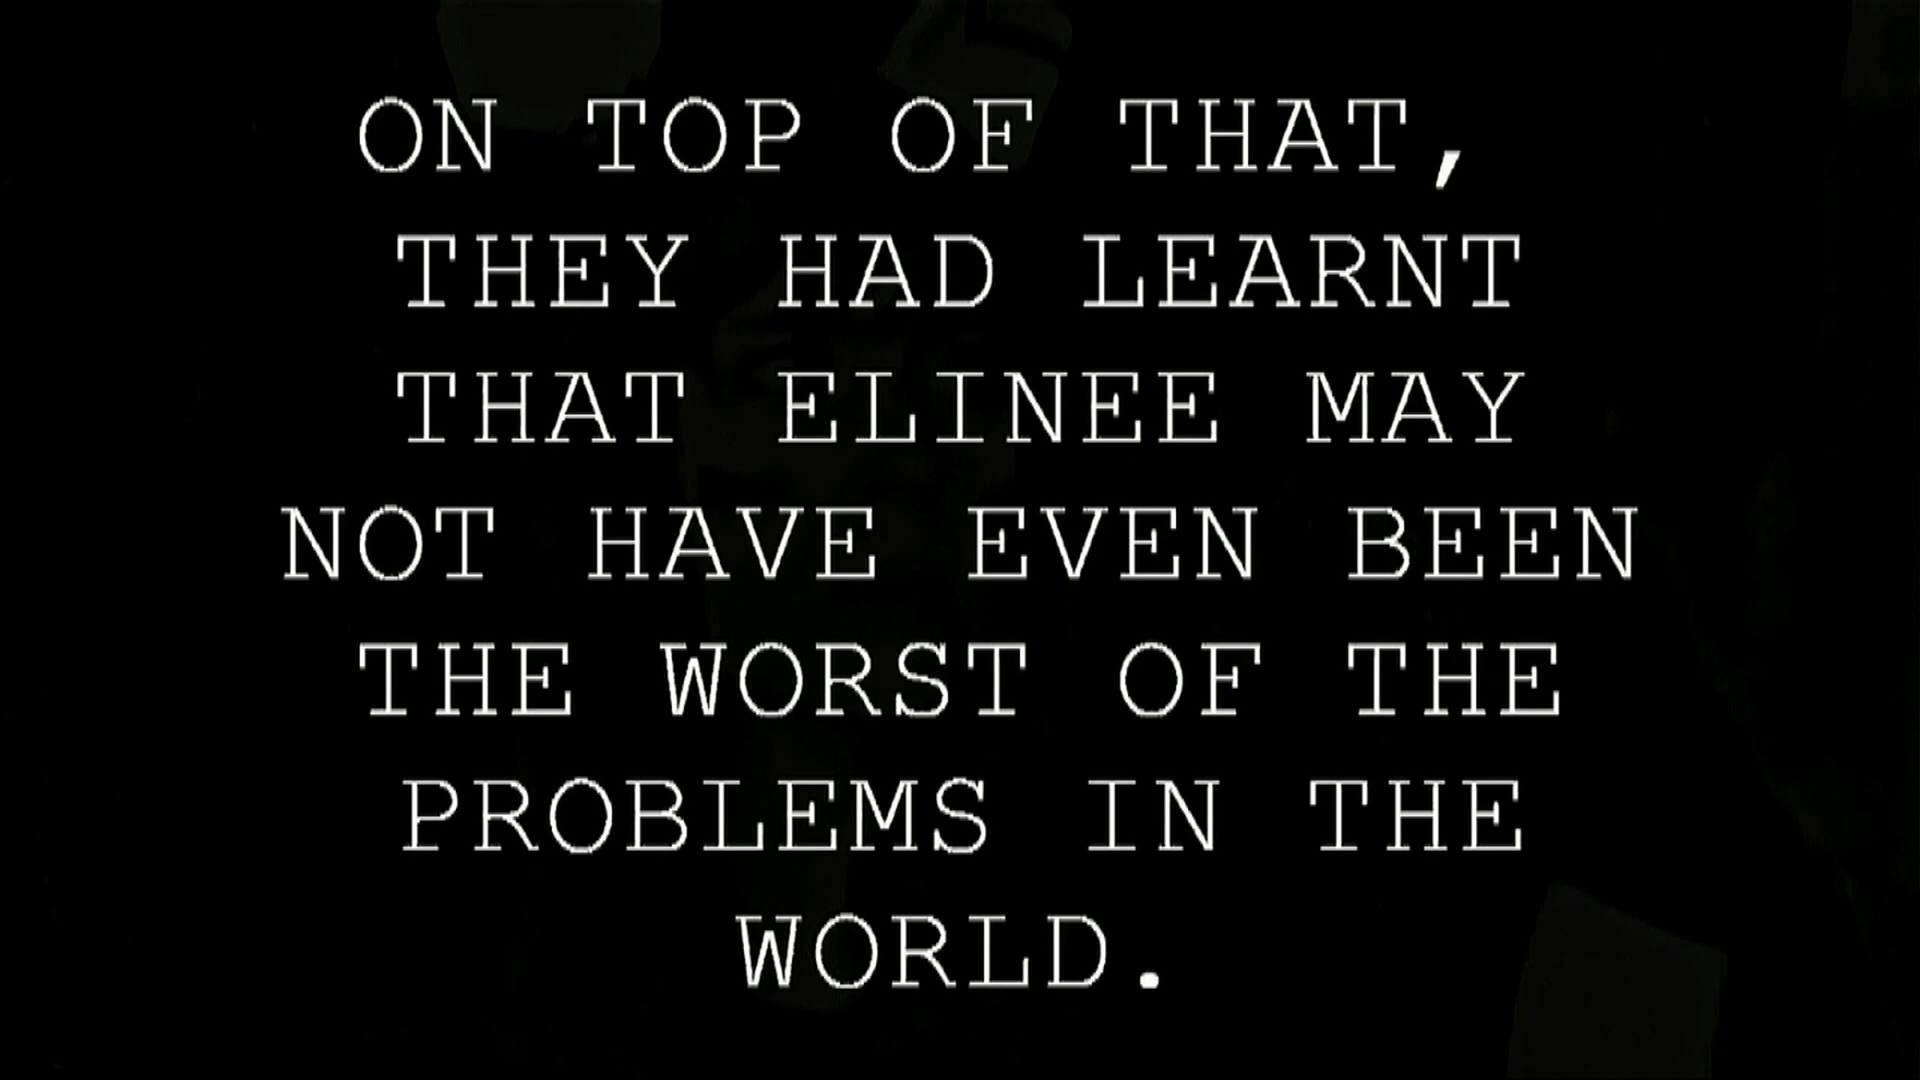 ON TOP OF THAT,
THEY HAD LEARNT
THAT ELINEE MAY
NOT HAVE EVEN BEEN
THE WORST OF THE
PROBLEMS IN THE
WORLD.